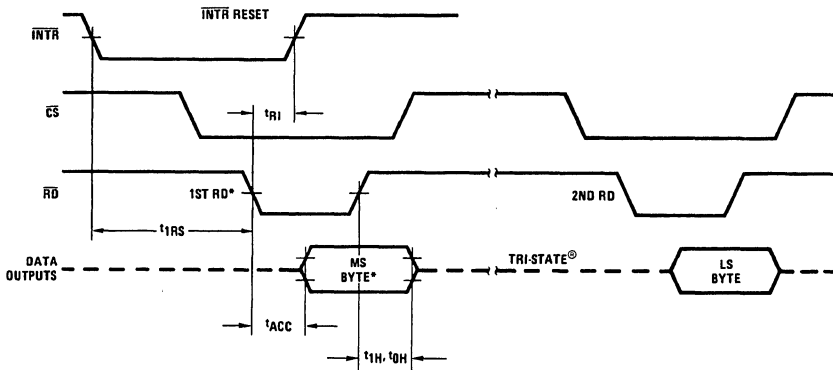 INTR RESET
INTR
CS
tRI
RD
1ST RD*
2ND RD
t1RS
DATA
OUTPUTS
MS
BYTE*
TRI-STATE®
LS
BYTE
tACC
t1H, t0H